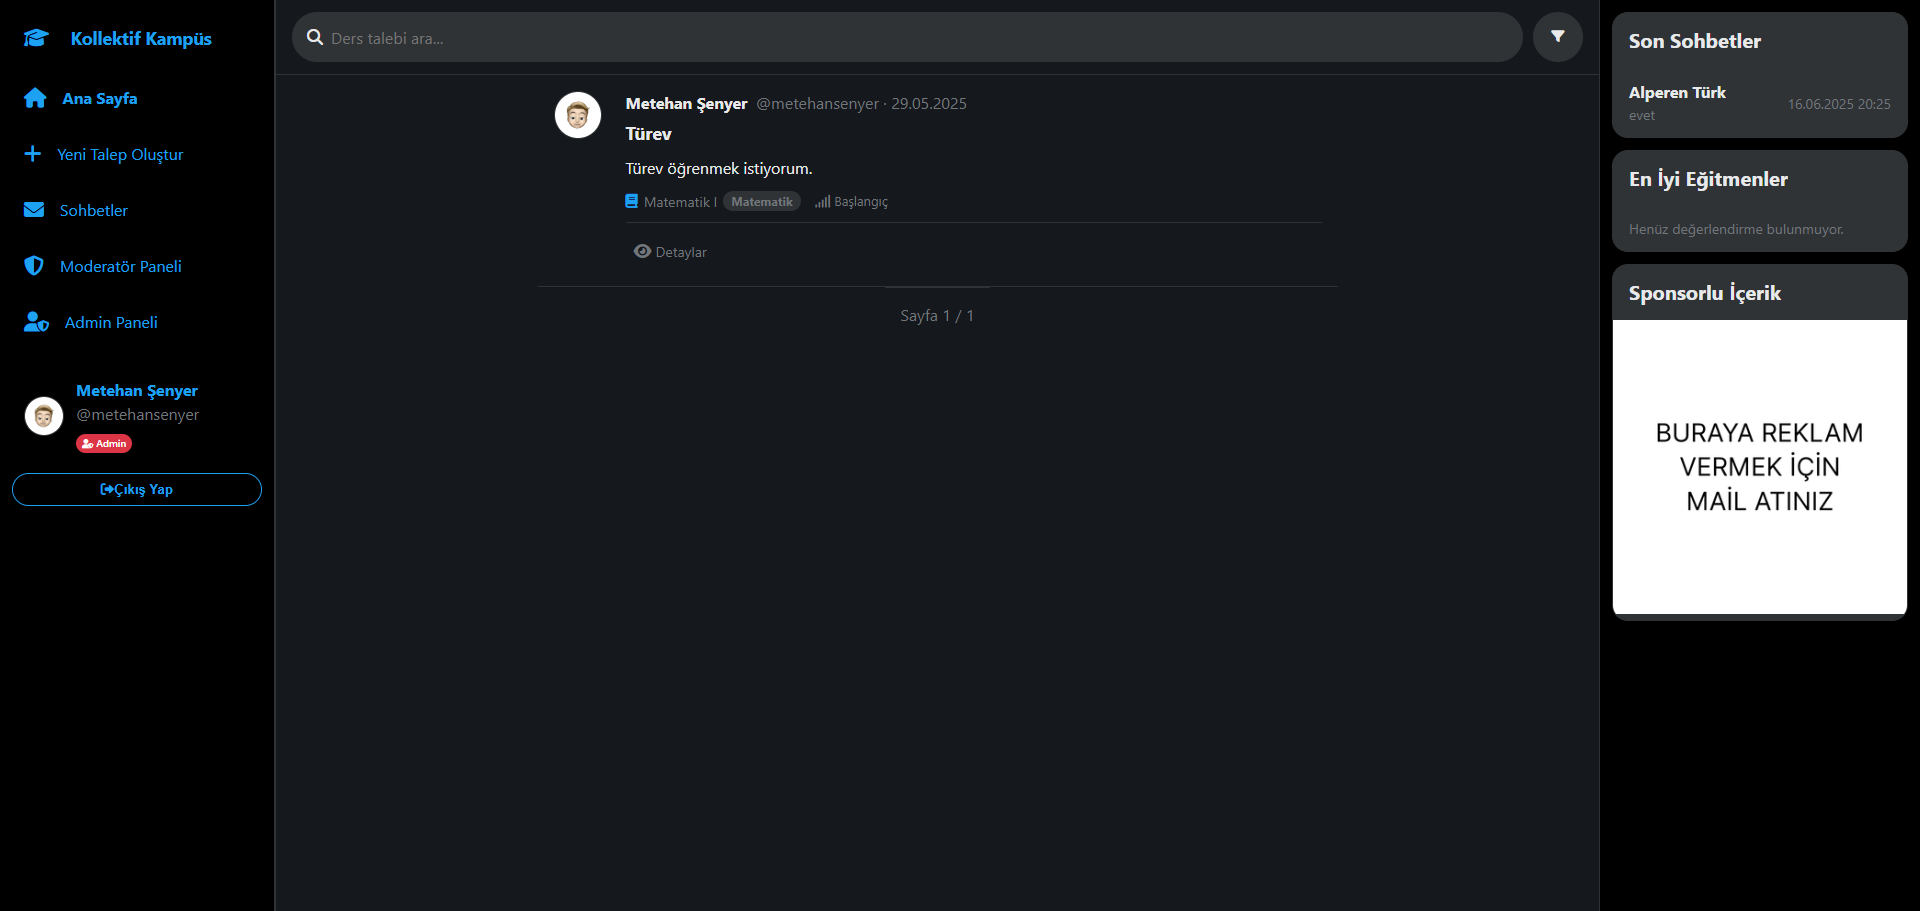 Kollektif Kampüs
Ana Sayfa
Yeni Talep Oluştur
Sohbetler
Moderatör Paneli
Admin Paneli
Metehan Şenyer
@metehansenyer
Admin
Çıkış Yap
Ders talebi ara...
Metehan Şenyer @metehansenyer · 29.05.2025
Türev
Türev öğrenmek istiyorum.
Matematik I Matematik Başlangıç
Detaylar
Sayfa 1 / 1
Son Sohbetler
Alperen Türk 16.06.2025 20:25
evet
En İyi Eğitmenler
Henüz değerlendirme bulunmuyor.
Sponsorlu İçerik
BURAYA REKLAM
VERMEK İÇİN
MAİL ATINIZ